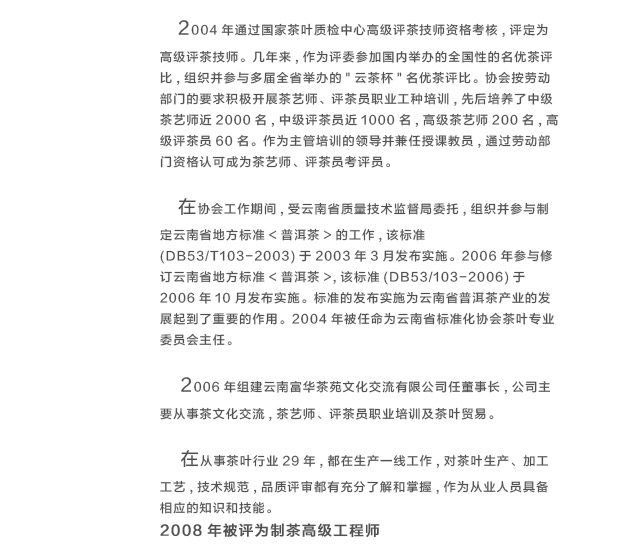 2004 年通过国家茶叶质检中心高级评茶技师资格考核 , 评定为
高级评茶技师。几年来 , 作为评委参加国内举办的全国性的名优茶评
比 , 组织并参与多届全省举办的 " 云茶杯 " 名优茶评比。协会按劳动
部门的要求积极开展茶艺师、评茶员职业工种培训 , 先后培养了中级
茶艺师近 2000 名 , 中级评茶员近 1000 名 , 高级茶艺师 200 名 , 高
级评茶员 60 名。作为主管培训的领导并兼任授课教员 , 通过劳动部
门资格认可成为茶艺师、评茶员考评员。
在协会工作期间 , 受云南省质量技术监督局委托 , 组织并参与制
定云南省地方标准 < 普洱茶 > 的工作 , 该标准
(DB53/T103−2003) 于 2003 年 3 月发布实施。2006 年参与修
订云南省地方标准 < 普洱茶 >, 该标准 (DB53/103−2006) 于
2006 年 10 月发布实施。标准的发布实施为云南省普洱茶产业的发
展起到了重要的作用。2004 年被任命为云南省标准化协会茶叶专业
委员会主任。
2006 年组建云南富华茶苑文化交流有限公司任董事长 , 公司主
要从事茶文化交流 , 茶艺师、评茶员职业培训及茶叶贸易。
在从事茶叶行业 29 年 , 都在生产一线工作 , 对茶叶生产、加工
工艺 , 技术规范 , 品质评审都有充分了解和掌握 , 作为从业人员具备
相应的知识和技能。
2008 年被评为制茶高级工程师